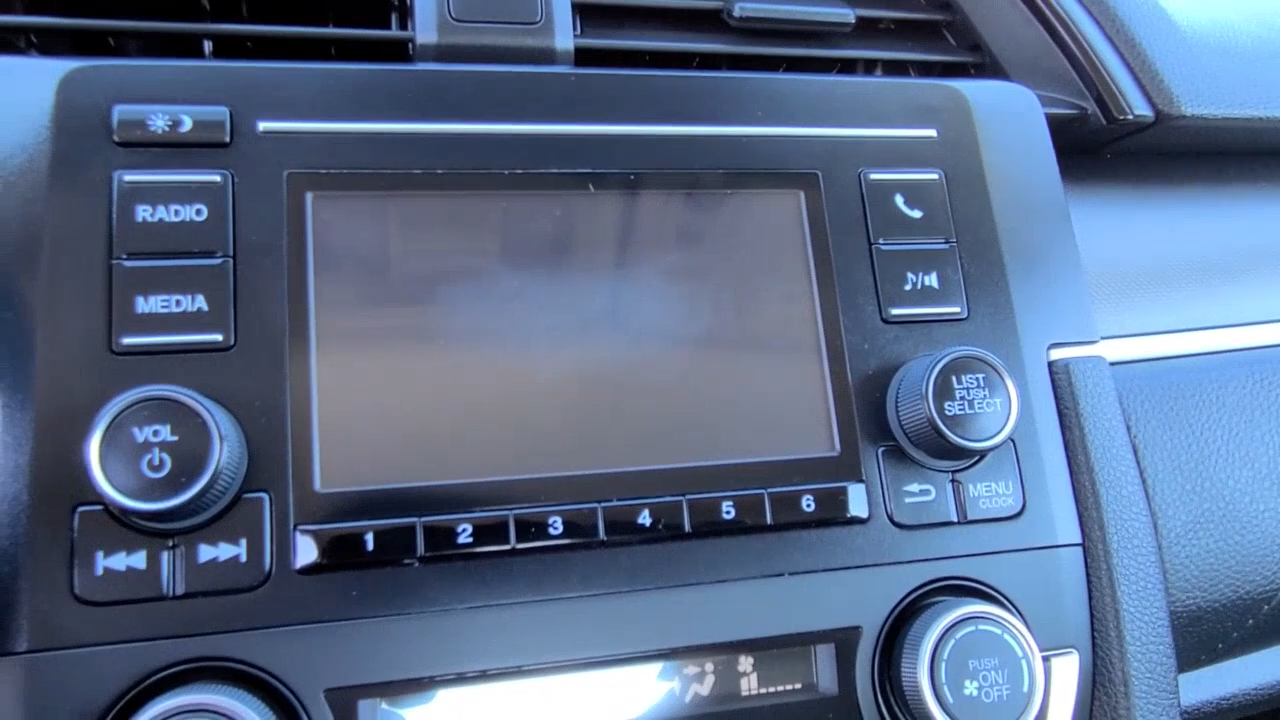 RADIO
MEDIA
VOL
LIST
PUSH
SELECT
MENU
CLOCK
1 2 3 4 5 6
PUSH
ON/
OFF